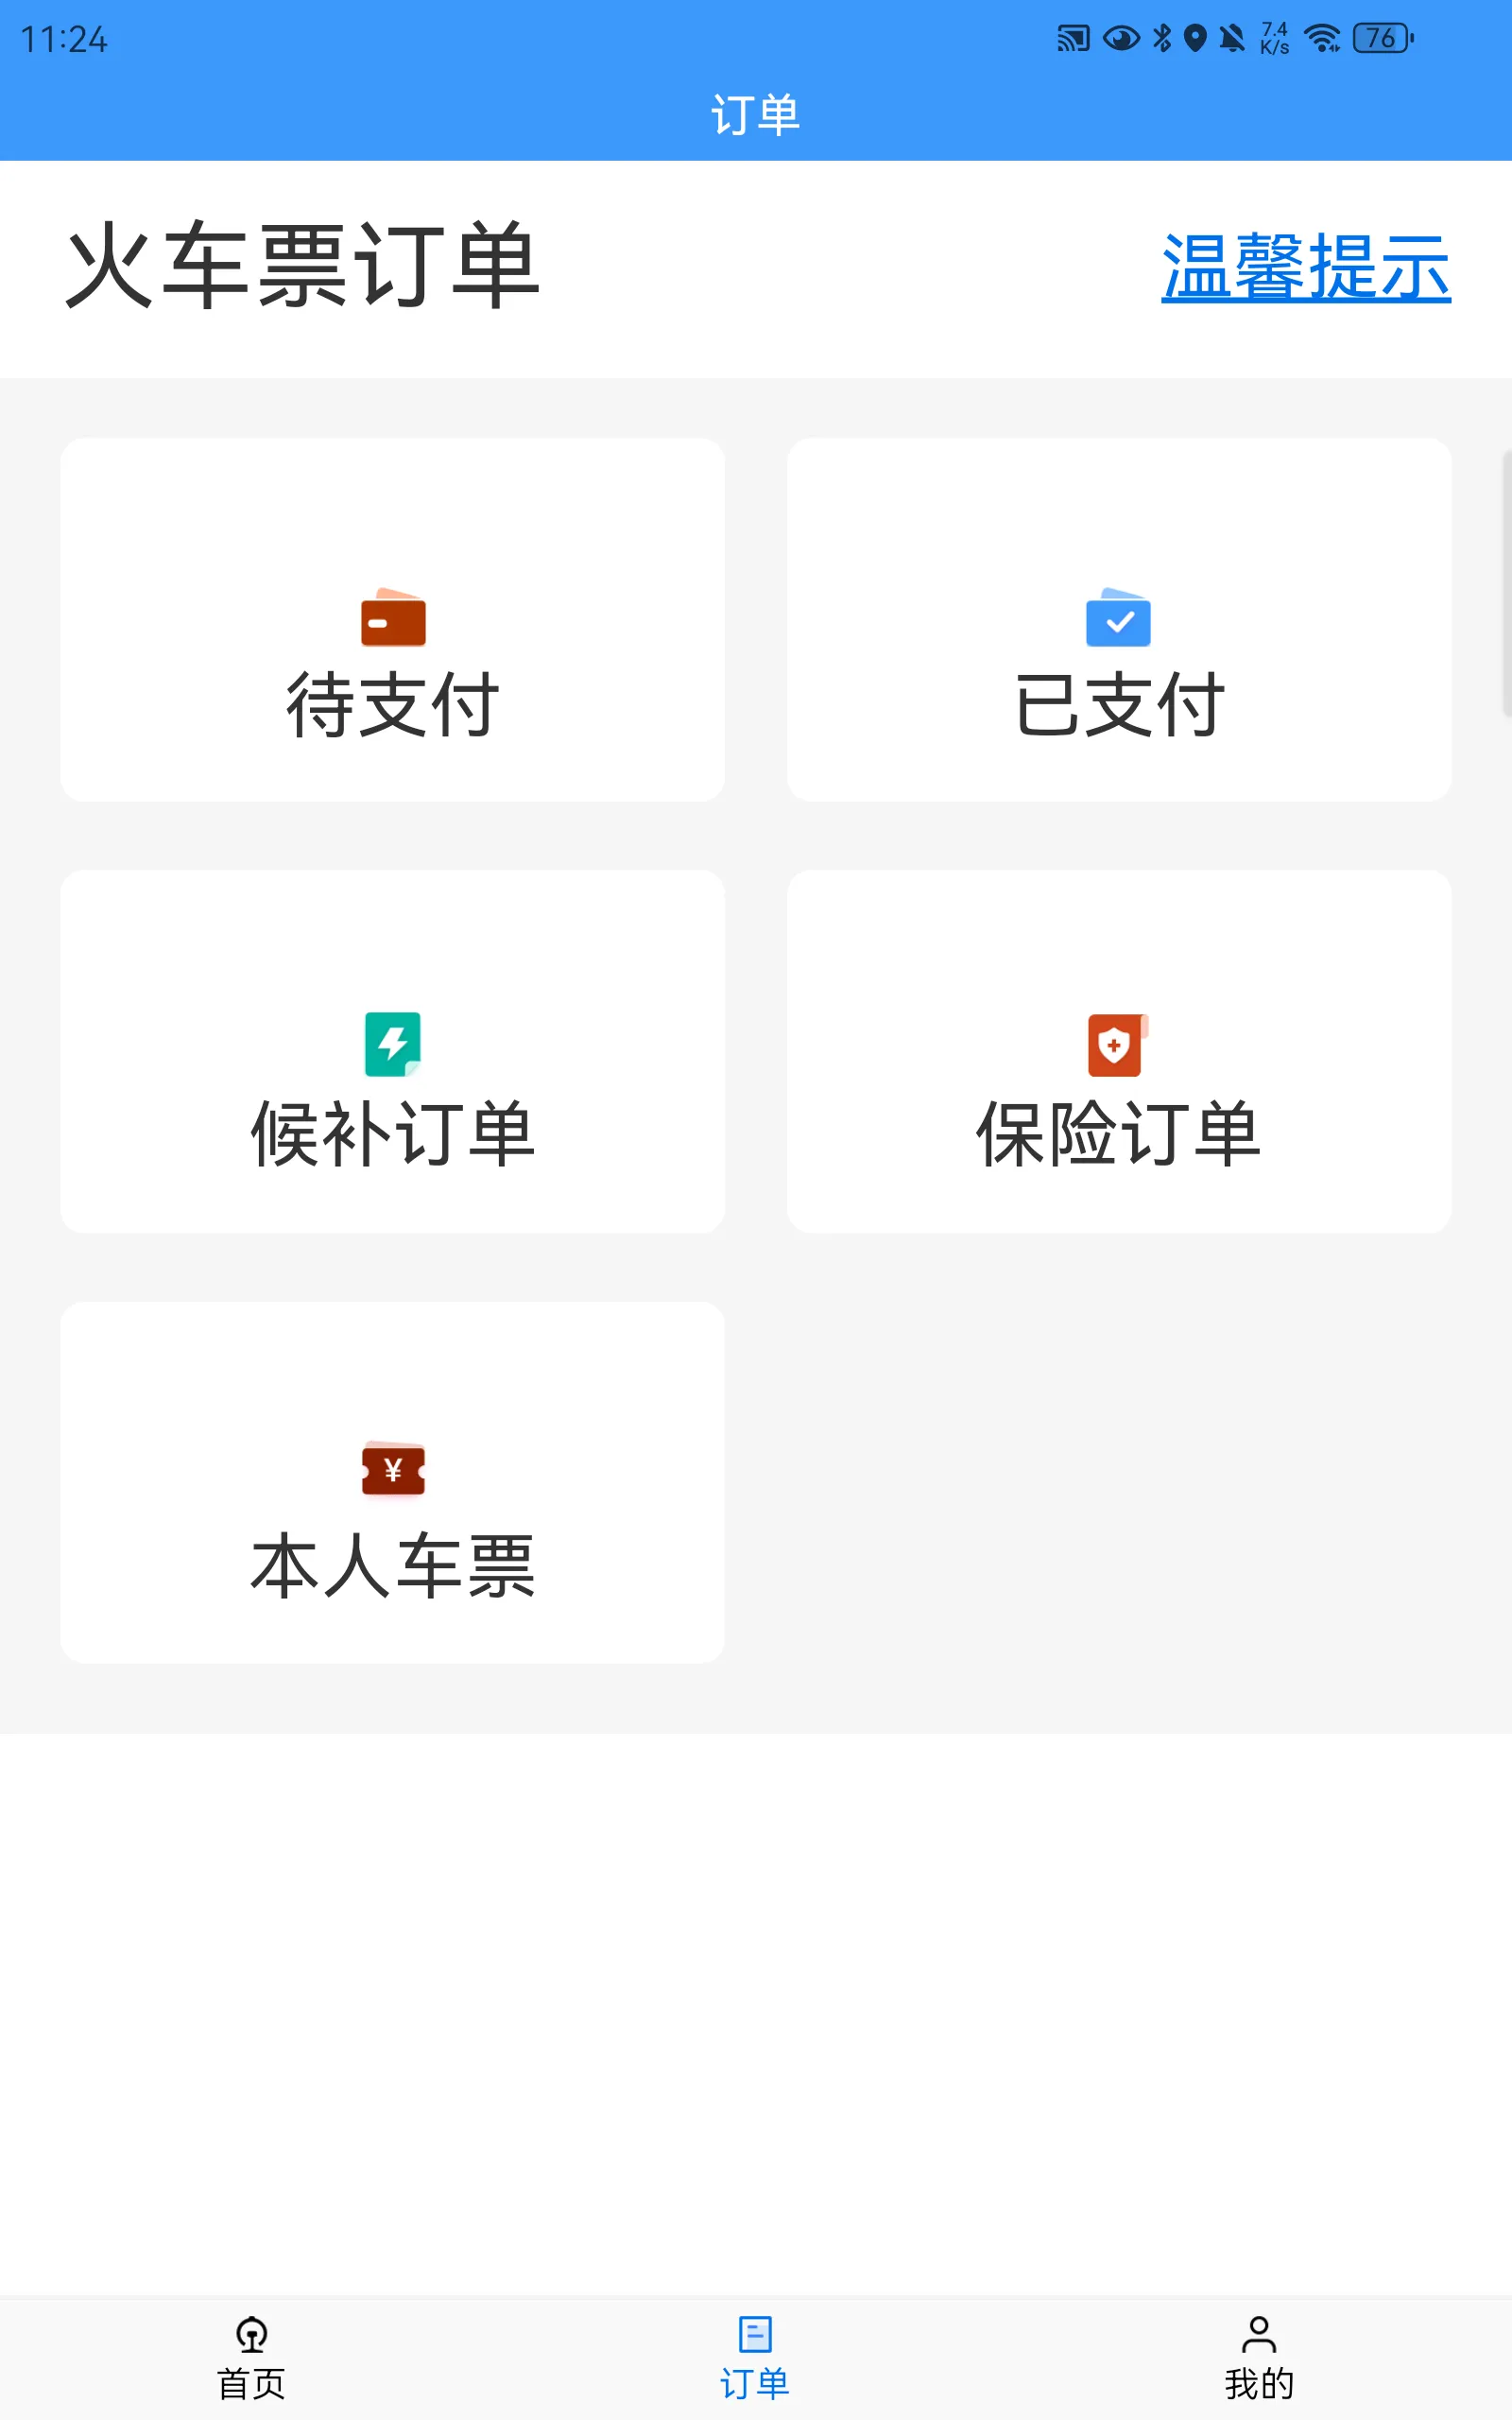 11:24
7.4
K/s
76
订单
火车票订单 温馨提示
待支付 已支付
候补订单 保险订单
¥
本人车票
首页 订单 我的